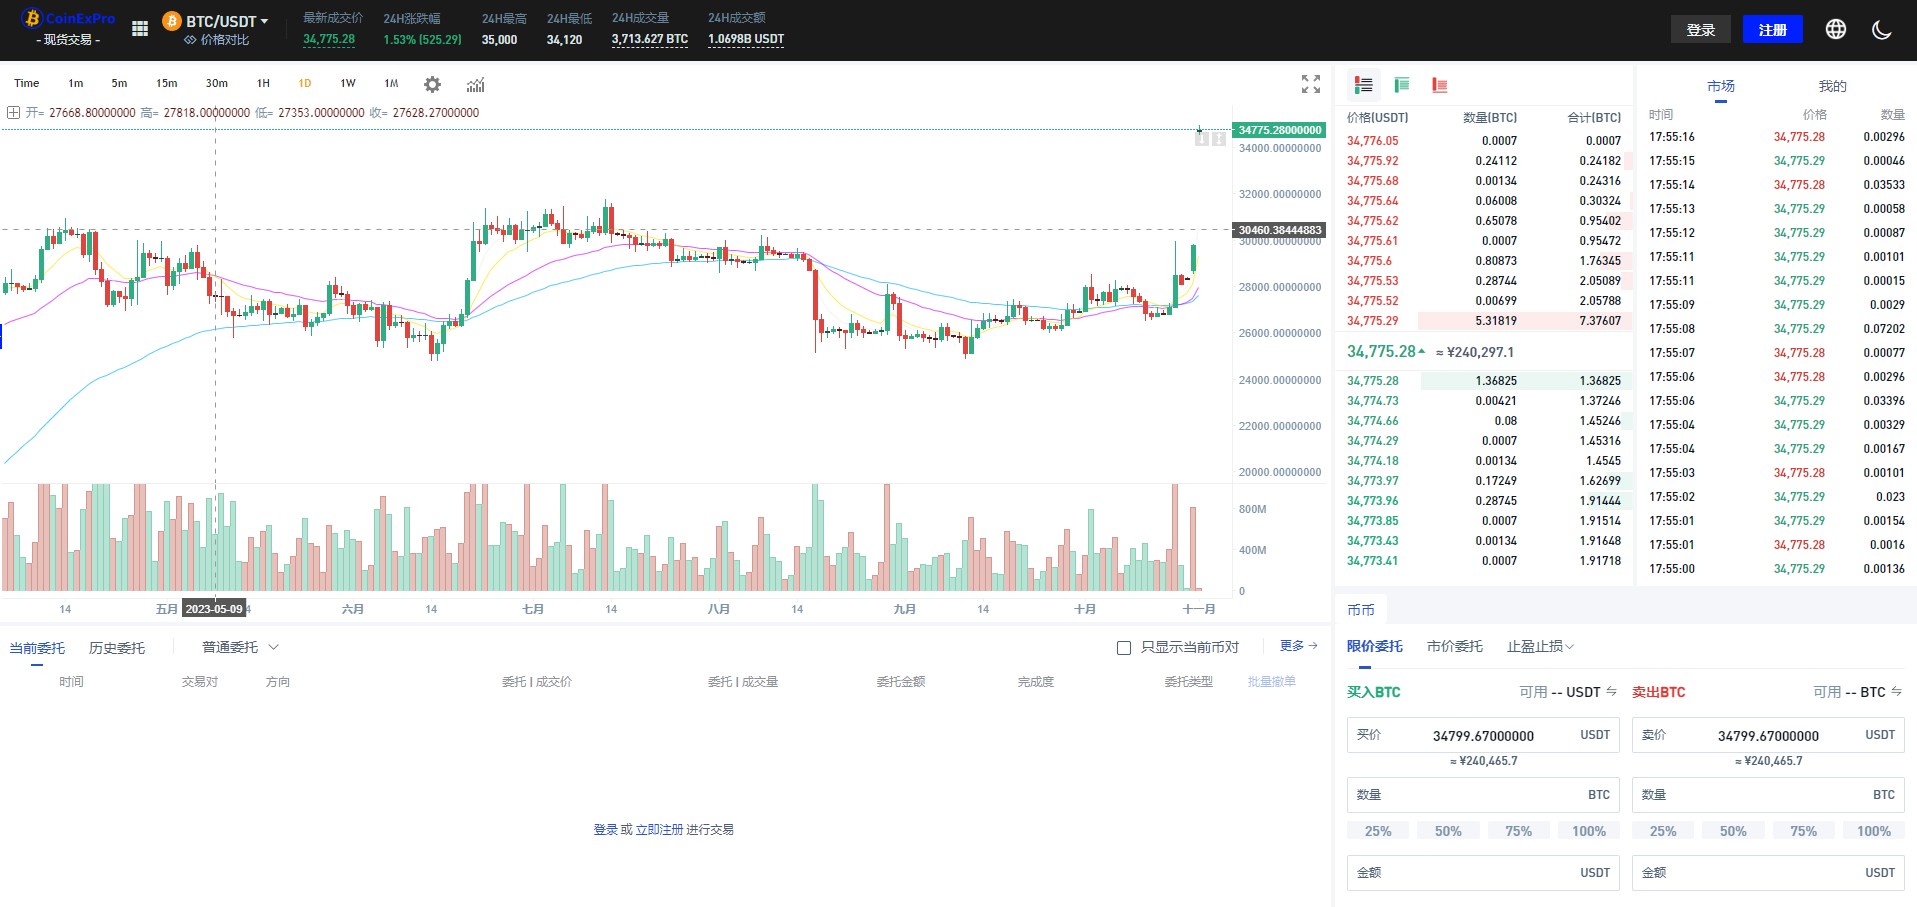 CoinExPro
- 现货交易 -
BTC/USDT
价格对比
最新成交价
34,775.28
24H涨跌幅
1.53% (525.29)
24H最高
35,000
24H最低
34,120
24H成交量
3,713.627 BTC
24H成交额
1.0698B USDT
登录
注册
Time 1m 5m 15m 30m 1H 1D 1W 1M
开= 27668.80000000 高= 27818.00000000 低= 27353.00000000 收= 27628.27000000
34775.28000000
34000.00000000
32000.00000000
30460.38444883
30000.00000000
28000.00000000
26000.00000000
24000.00000000
22000.00000000
20000.00000000
800M
400M
0
14 五月 2023-05-09 4 六月 14 七月 14 八月 14 九月 14 十月 十一月
价格(USDT) 数量(BTC) 合计(BTC)
34,776.05 0.0007 0.0007
34,775.92 0.24112 0.24182
34,775.68 0.00134 0.24316
34,775.64 0.06008 0.30324
34,775.62 0.65078 0.95402
34,775.61 0.0007 0.95472
34,775.6 0.80873 1.76345
34,775.53 0.28744 2.05089
34,775.52 0.00699 2.05788
34,775.29 5.31819 7.37607
34,775.28 ≈ ¥240,297.1
34,775.28 1.36825 1.36825
34,774.73 0.00421 1.37246
34,774.66 0.08 1.45246
34,774.29 0.0007 1.45316
34,774.18 0.00134 1.4545
34,773.97 0.17249 1.62699
34,773.96 0.28745 1.91444
34,773.85 0.0007 1.91514
34,773.43 0.00134 1.91648
34,773.41 0.0007 1.91718
市场 我的
时间 价格 数量
17:55:16 34,775.28 0.00296
17:55:15 34,775.29 0.00046
17:55:14 34,775.28 0.03533
17:55:13 34,775.29 0.00058
17:55:12 34,775.29 0.00087
17:55:11 34,775.29 0.00101
17:55:11 34,775.29 0.00015
17:55:09 34,775.29 0.0029
17:55:08 34,775.29 0.07202
17:55:07 34,775.28 0.00077
17:55:06 34,775.28 0.00296
17:55:06 34,775.29 0.03396
17:55:04 34,775.29 0.00329
17:55:04 34,775.29 0.00167
17:55:03 34,775.28 0.00101
17:55:02 34,775.29 0.023
17:55:01 34,775.29 0.00154
17:55:01 34,775.28 0.0016
17:55:00 34,775.29 0.00136
当前委托 历史委托 普通委托
只显示当前币对 更多
时间 交易对 方向 委托 | 成交价 委托 | 成交量 委托金额 完成度 委托类型 批量撤单
登录 或 立即注册 进行交易
币币
限价委托 市价委托 止盈止损
买入BTC 可用 -- USDT
买价 34799.67000000 USDT
≈ ¥240,465.7
数量 BTC
25% 50% 75% 100%
金额 USDT
卖出BTC 可用 -- BTC
卖价 34799.67000000 USDT
≈ ¥240,465.7
数量 BTC
25% 50% 75% 100%
金额 USDT